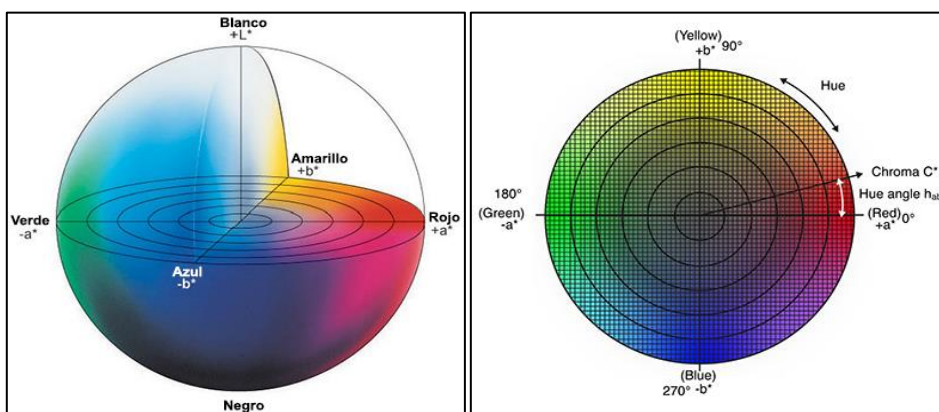 Blanco
+L*
Amarillo
+b*
Verde
-a*
Rojo
+a*
Azul
-b*
Negro
(Yellow)
+b* 90°
Hue
Chroma C*
Hue angle hab
180°
(Green)
-a*
(Red) 0°
+a*
(Blue)
270° -b*